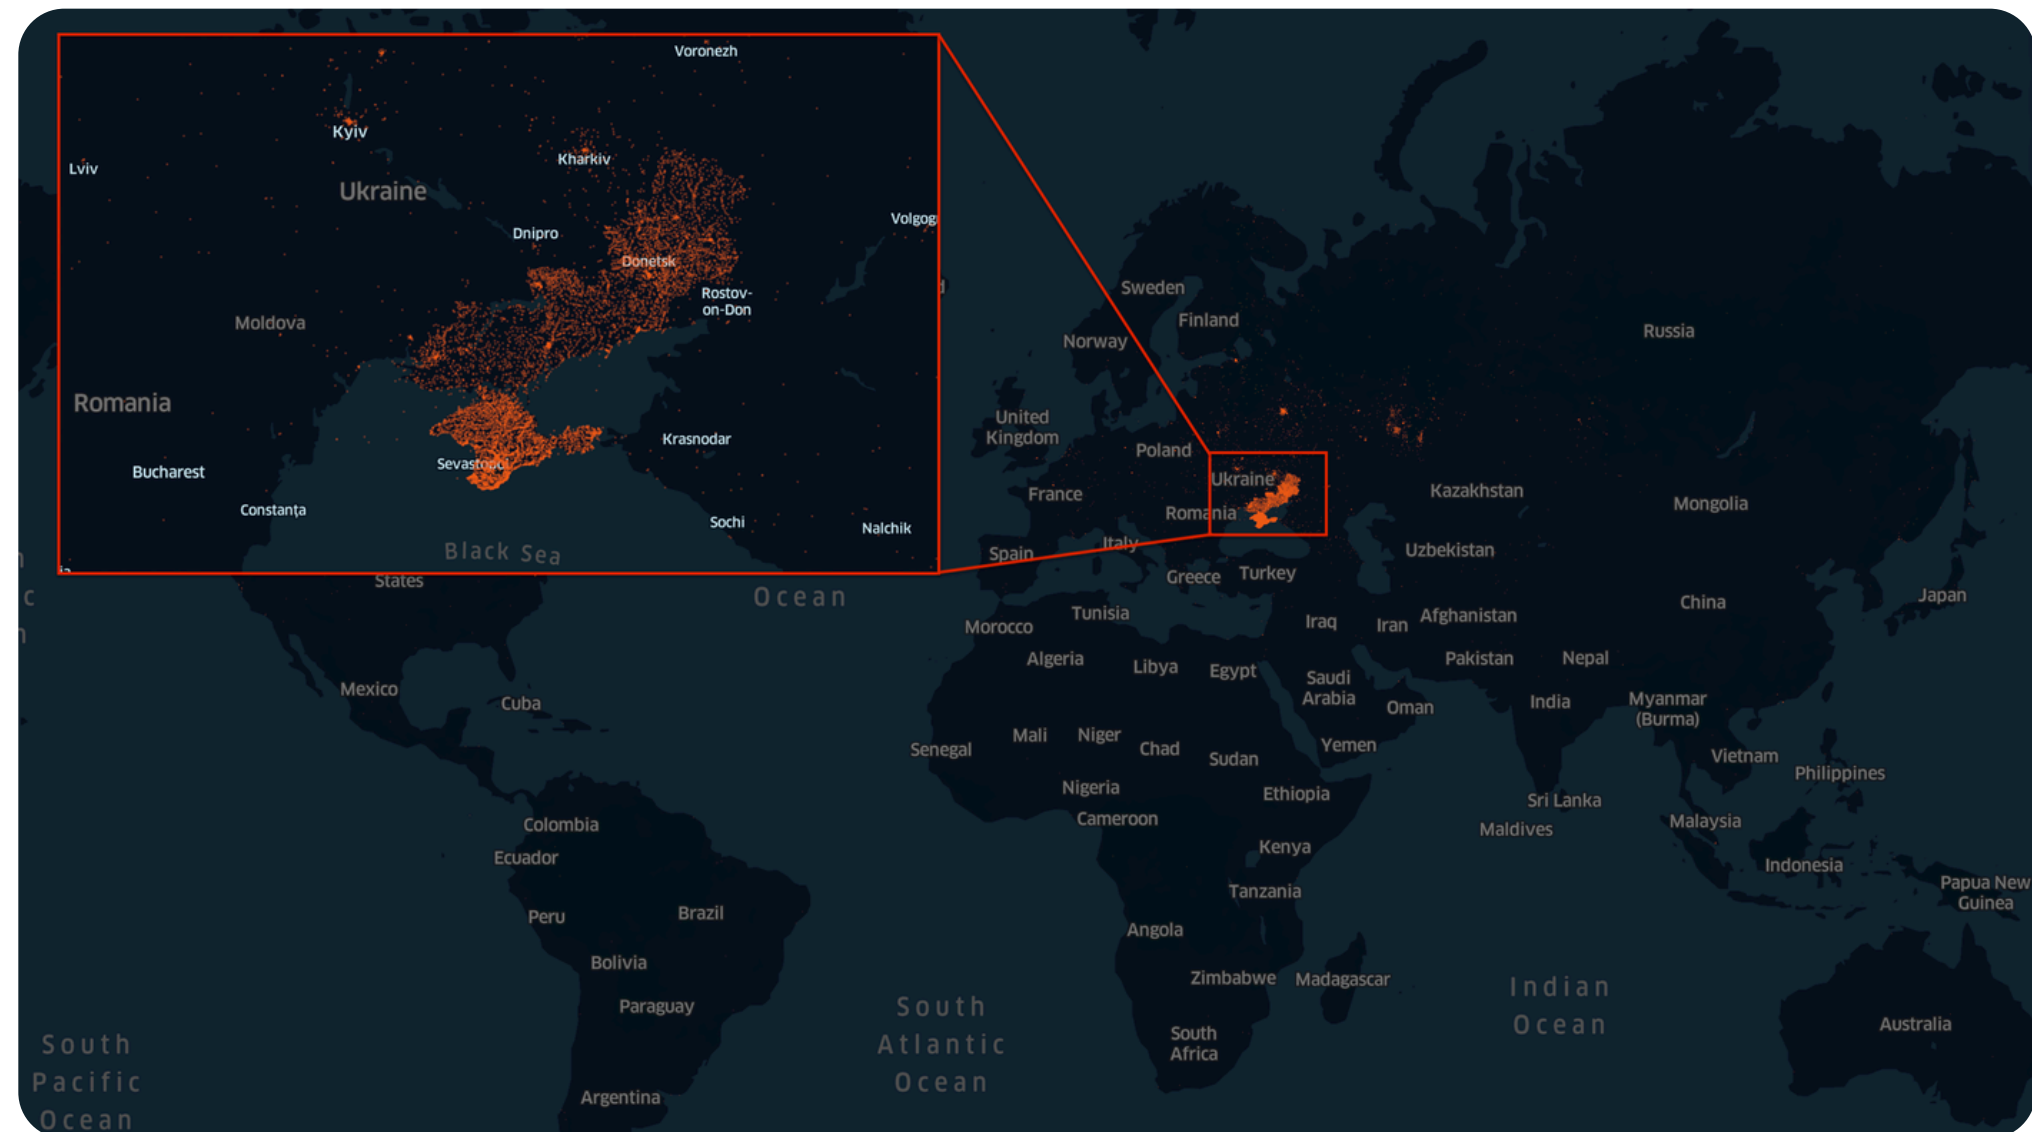 Voronezh
Kyiv
Kharkiv
Lviv
Ukraine
Volgog
Dnipro
Donetsk
Rostov-
on-Don
Moldova
Romania
Krasnodar
Bucharest
Constanța
Sochi
Nalchik
Black Sea
Sweden
Finland
Norway
Russia
United
Kingdom
Poland
Ukraine
France
Kazakhstan
Mongolia
Romania
Italy
Spain
Uzbekistan
Greece
Turkey
States
Ocean
China
Japan
Tunisia
Morocco
Iraq
Iran
Afghanistan
Algeria
Libya
Egypt
Pakistan
Nepal
Saudi
Arabia
Mexico
Cuba
Oman
India
Myanmar
(Burma)
Senegal
Mali
Niger
Chad
Sudan
Yemen
Vietnam
Philippines
Nigeria
Ethiopia
Sri Lanka
Cameroon
Maldives
Malaysia
Colombia
Ecuador
Kenya
Indonesia
Tanzania
Papua New
Guinea
Peru
Brazil
Angola
Bolivia
Zimbabwe
Madagascar
Indian
Ocean
Paraguay
South
Atlantic
Ocean
South
Africa
Australia
South
Pacific
Ocean
Argentina